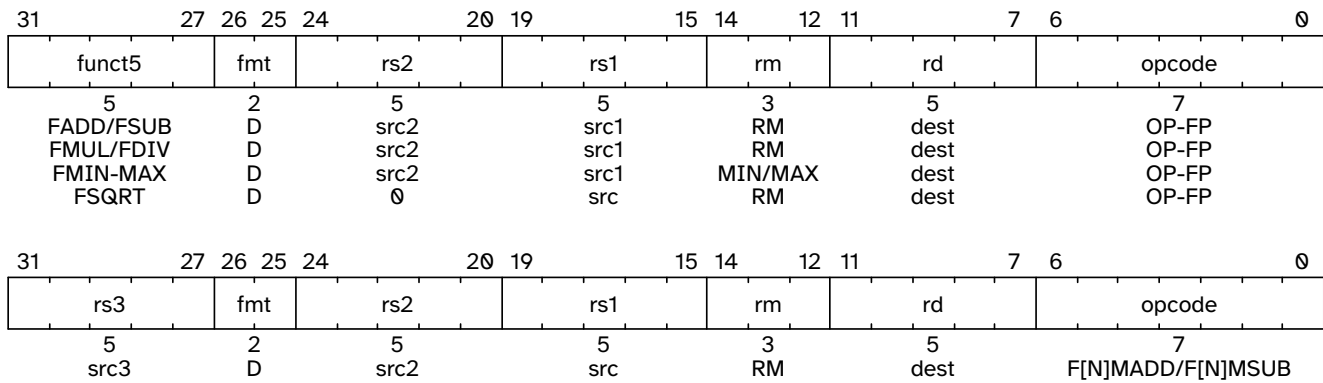 31 27 26 25 24 20 19 15 14 12 11 7 6 0
funct5 fmt rs2 rs1 rm rd opcode
5 2 5 5 3 5 7
FADD/FSUB D src2 src1 RM dest OP-FP
FMUL/FDIV D src2 src1 RM dest OP-FP
FMIN-MAX D src2 src1 MIN/MAX dest OP-FP
FSQRT D 0 src RM dest OP-FP
31 27 26 25 24 20 19 15 14 12 11 7 6 0
rs3 fmt rs2 rs1 rm rd opcode
5 2 5 5 3 5 7
src3 D src2 src RM dest F[N]MADD/F[N]MSUB